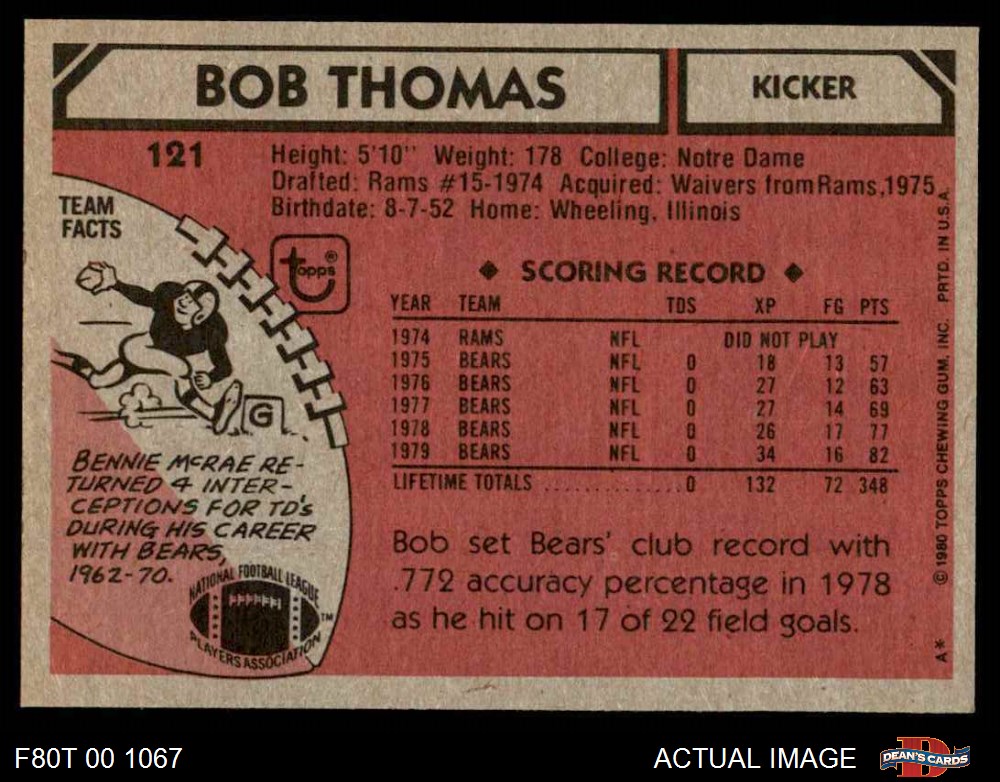 BOB THOMAS
KICKER
121
Height: 5'10" Weight: 178 College: Notre Dame
Drafted: Rams #15-1974 Acquired: Waivers from Rams, 1975
Birthdate: 8-7-52 Home: Wheeling, Illinois
TEAM
FACTS
topps®
◆ SCORING RECORD ◆
YEAR TEAM TDS XP FG PTS
1974 RAMS NFL DID NOT PLAY
1975 BEARS NFL 0 18 13 57
1976 BEARS NFL 0 27 12 63
1977 BEARS NFL 0 27 14 69
1978 BEARS NFL 0 26 17 77
1979 BEARS NFL 0 34 16 82
LIFETIME TOTALS ..............0 132 72 348
G
BENNIE McRAE RE-
TURNED 4 INTER-
CEPTIONS FOR TD's
DURING HIS CAREER
WITH BEARS,
1962-70.
NATIONAL FOOTBALL LEAGUE
PLAYERS ASSOCIATION
TM
Bob set Bears' club record with
.772 accuracy percentage in 1978
as he hit on 17 of 22 field goals.
A* © 1980 TOPPS CHEWING GUM, INC. PRTD. IN U.S.A.
F80T 00 1067
ACTUAL IMAGE
D
DEAN'S CARDS